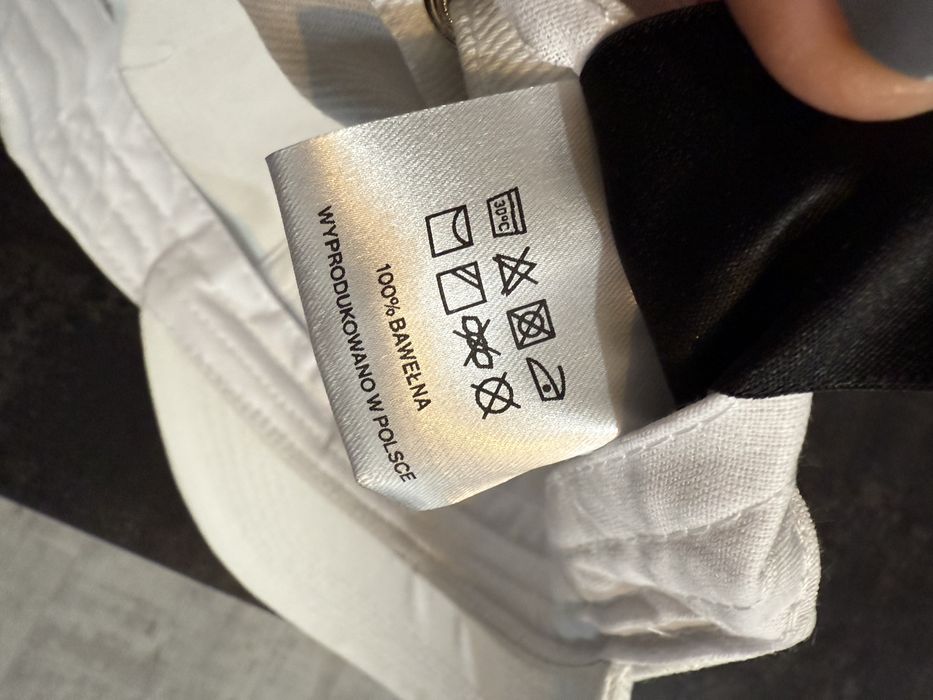 30°C
100% BAWEŁNA
WYPRODUKOWANO W POLSCE